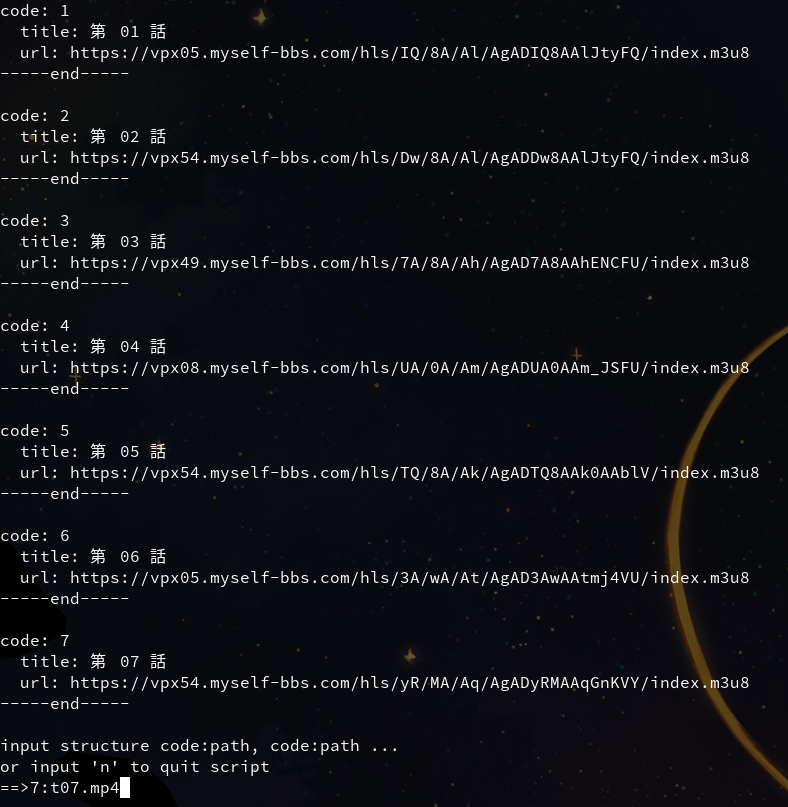 code: 1
title: 第 01 話
url: https://vpx05.myself-bbs.com/hls/IQ/8A/Al/AgADIQ8AAlJtyFQ/index.m3u8
-----end-----
code: 2
title: 第 02 話
url: https://vpx54.myself-bbs.com/hls/Dw/8A/Al/AgADDw8AAlJtyFQ/index.m3u8
-----end-----
code: 3
title: 第 03 話
url: https://vpx49.myself-bbs.com/hls/7A/8A/Ah/AgAD7A8AAhENCFU/index.m3u8
-----end-----
code: 4
title: 第 04 話
url: https://vpx08.myself-bbs.com/hls/UA/0A/Am/AgADUA0AAm_JSFU/index.m3u8
-----end-----
code: 5
title: 第 05 話
url: https://vpx54.myself-bbs.com/hls/TQ/8A/Ak/AgADTQ8AAk0AAblV/index.m3u8
-----end-----
code: 6
title: 第 06 話
url: https://vpx05.myself-bbs.com/hls/3A/wA/At/AgAD3AwAAtmj4VU/index.m3u8
-----end-----
code: 7
title: 第 07 話
url: https://vpx54.myself-bbs.com/hls/yR/MA/Aq/AgADyRMAAqGnKVY/index.m3u8
-----end-----
input structure code:path, code:path ...
or input 'n' to quit script
==>7:t07.mp4